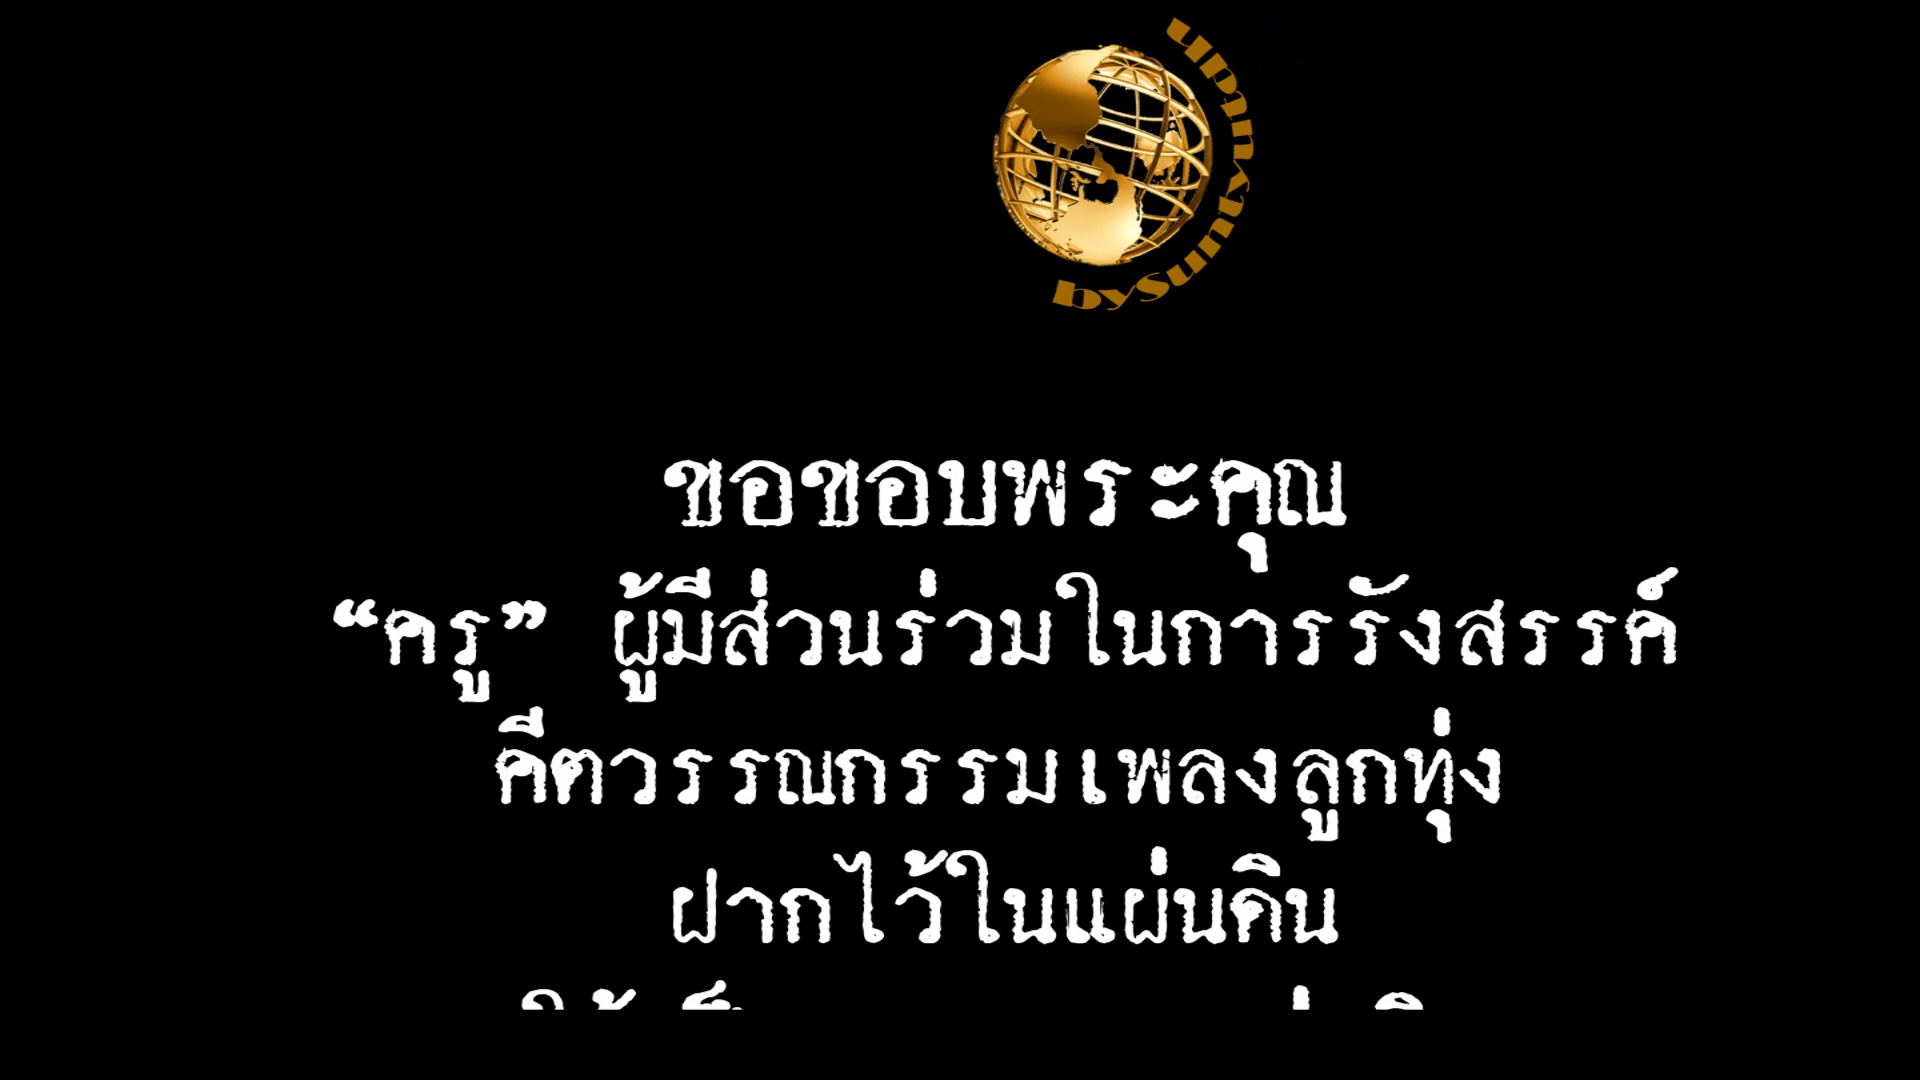 bysuntynutdn
ขอขอบพระคุณ
“ครู” ผู้มีส่วนร่วมในการรังสรรค์
คีตวรรณกรรมเพลงลูกทุ่ง
ฝากไว้ในแผ่นดิน